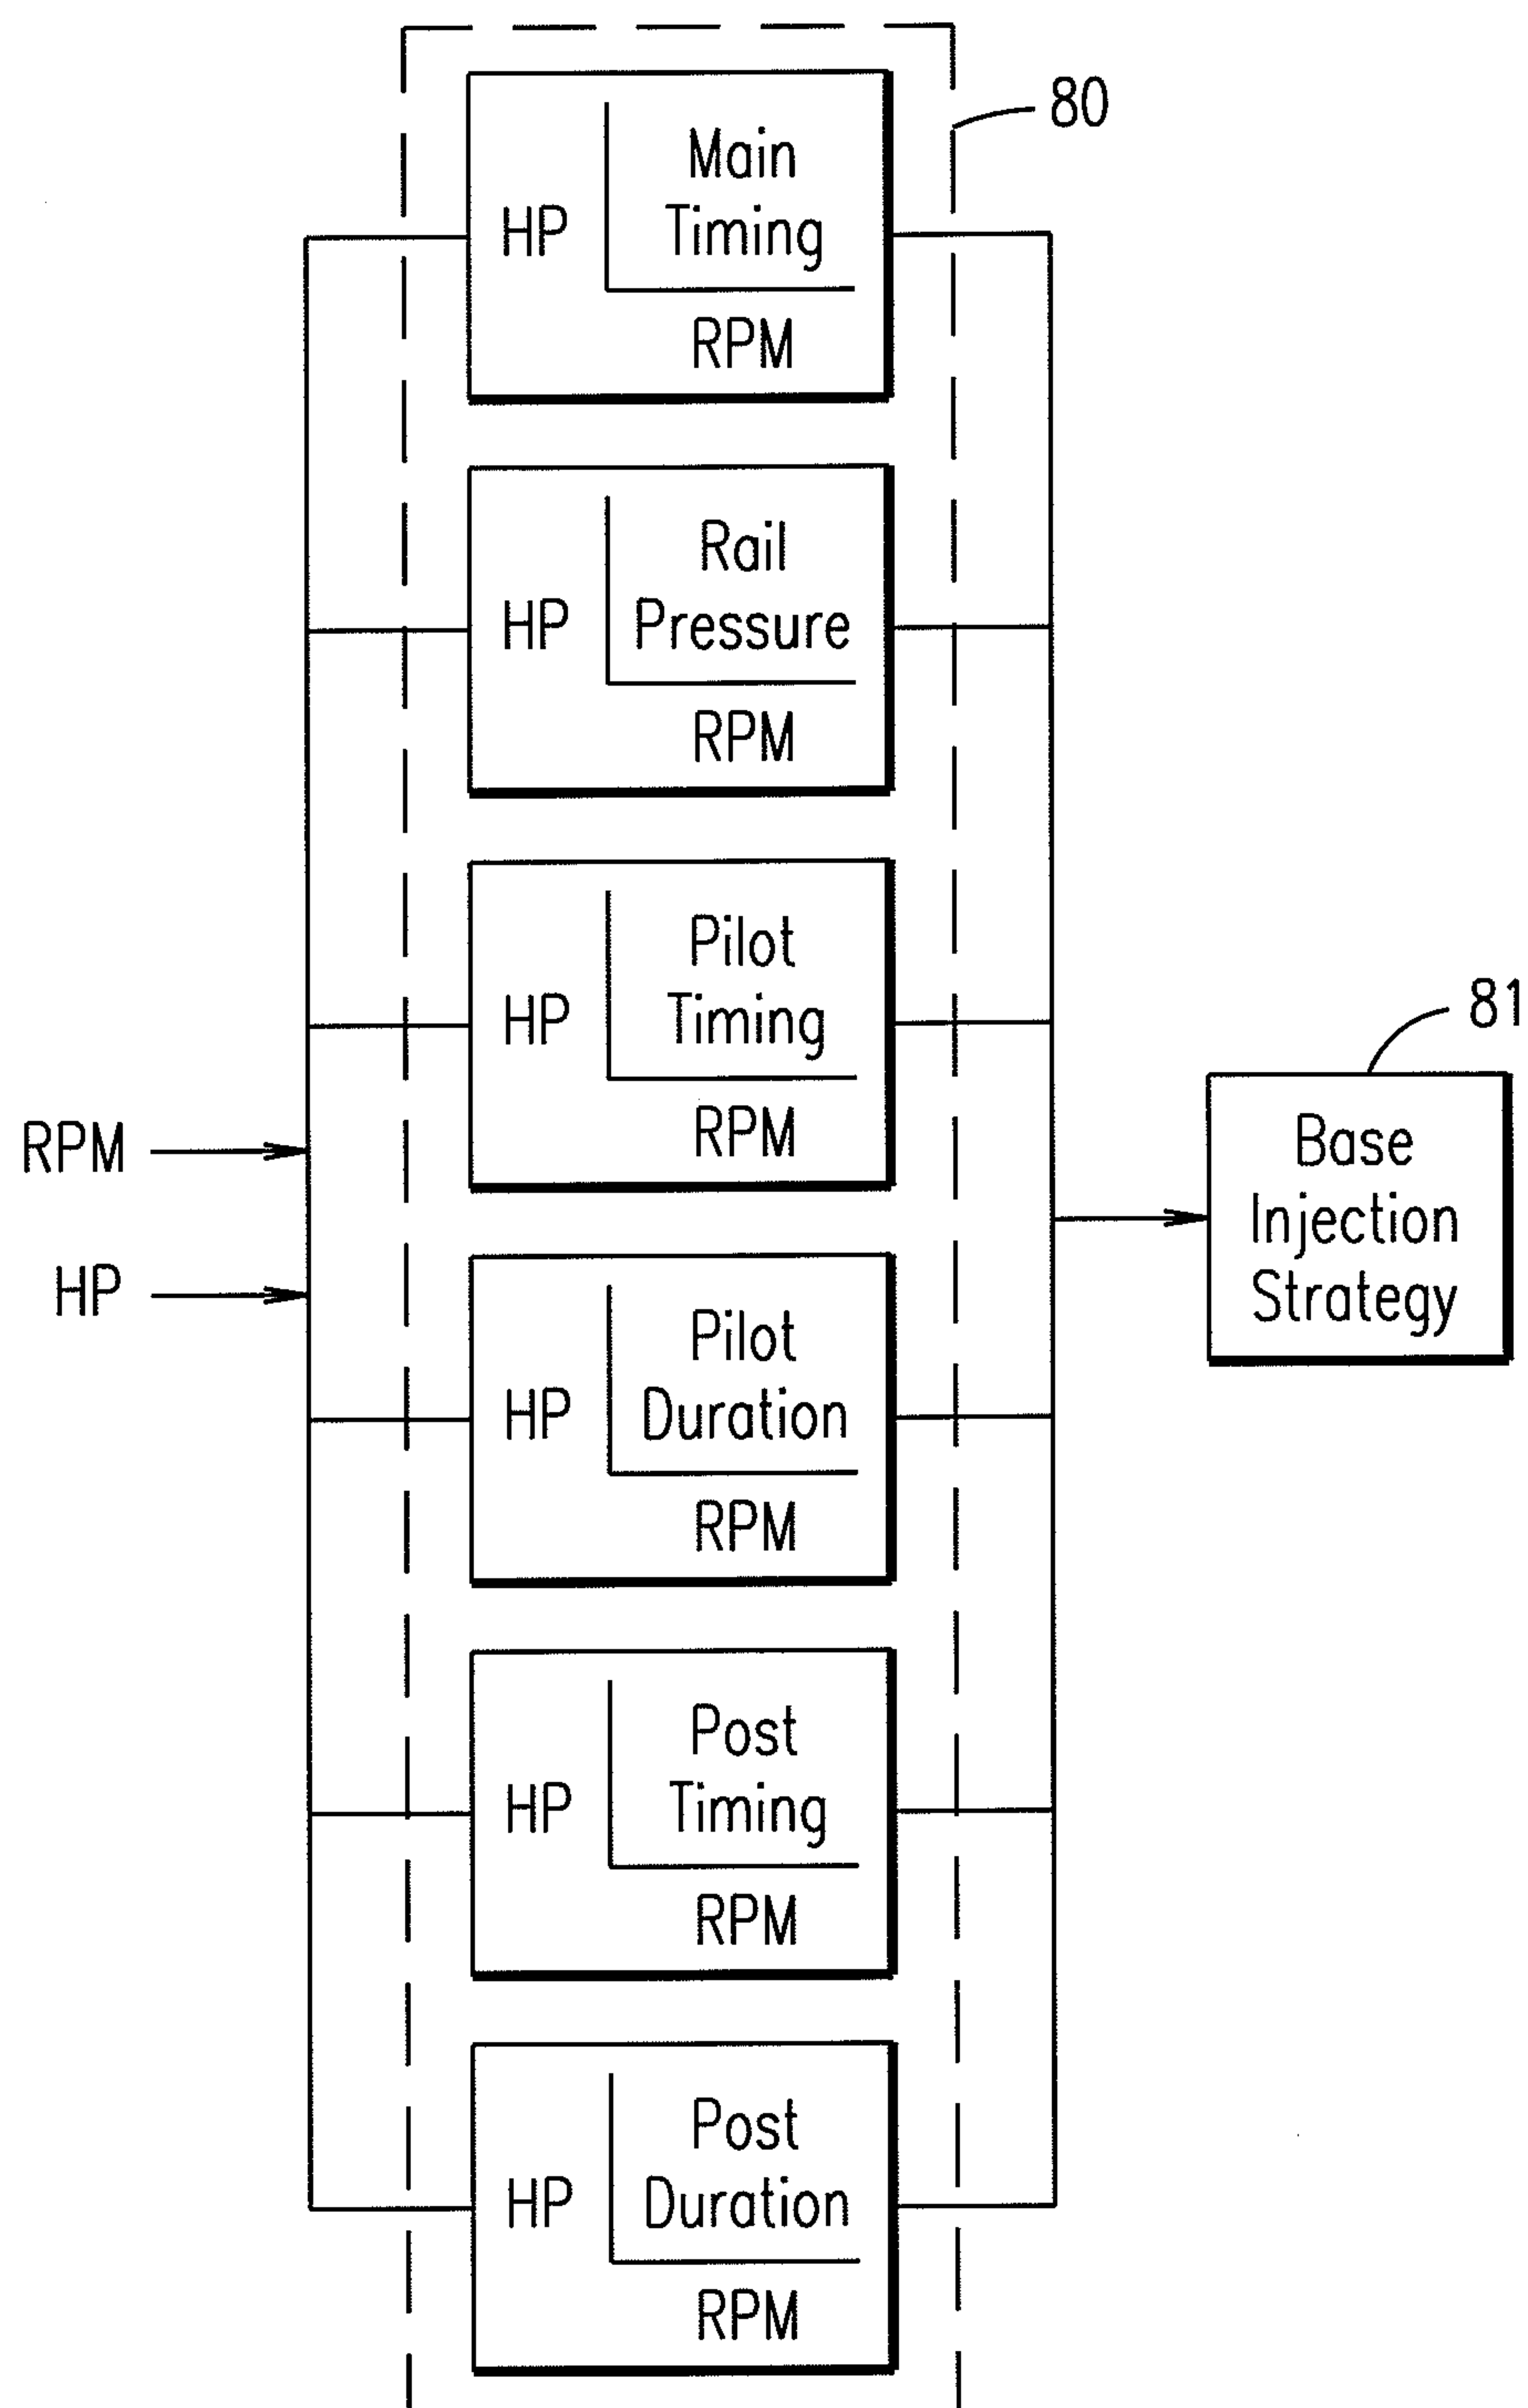 80
Main
HP Timing
RPM
Rail
HP Pressure
RPM
Pilot
HP Timing
RPM
81
RPM
Base
Injection
Strategy
HP
Pilot
HP Duration
RPM
Post
HP Timing
RPM
Post
HP Duration
RPM